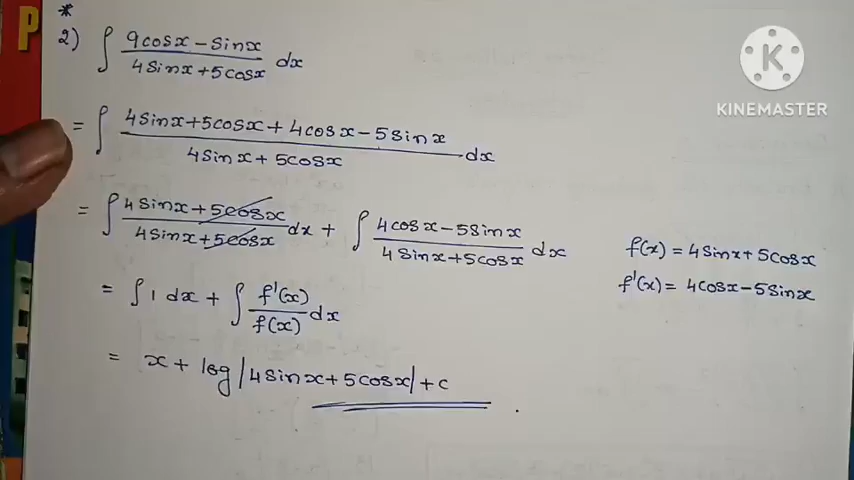 *
2) ∫ (9cosx - sinx)/(4sinx+5cosx) dx
= ∫ (4sinx+5cosx+4cosx-5sinx)/(4sinx+5cosx) dx
= ∫ (4sinx+5cosx)/(4sinx+5cosx) dx + ∫ (4cosx-5sinx)/(4sinx+5cosx) dx
f(x) = 4sinx+5cosx
f'(x) = 4cosx-5sinx
= ∫ 1 dx + ∫ f'(x)/f(x) dx
= x + log |4sinx+5cosx| + c
K
KINEMASTER
P